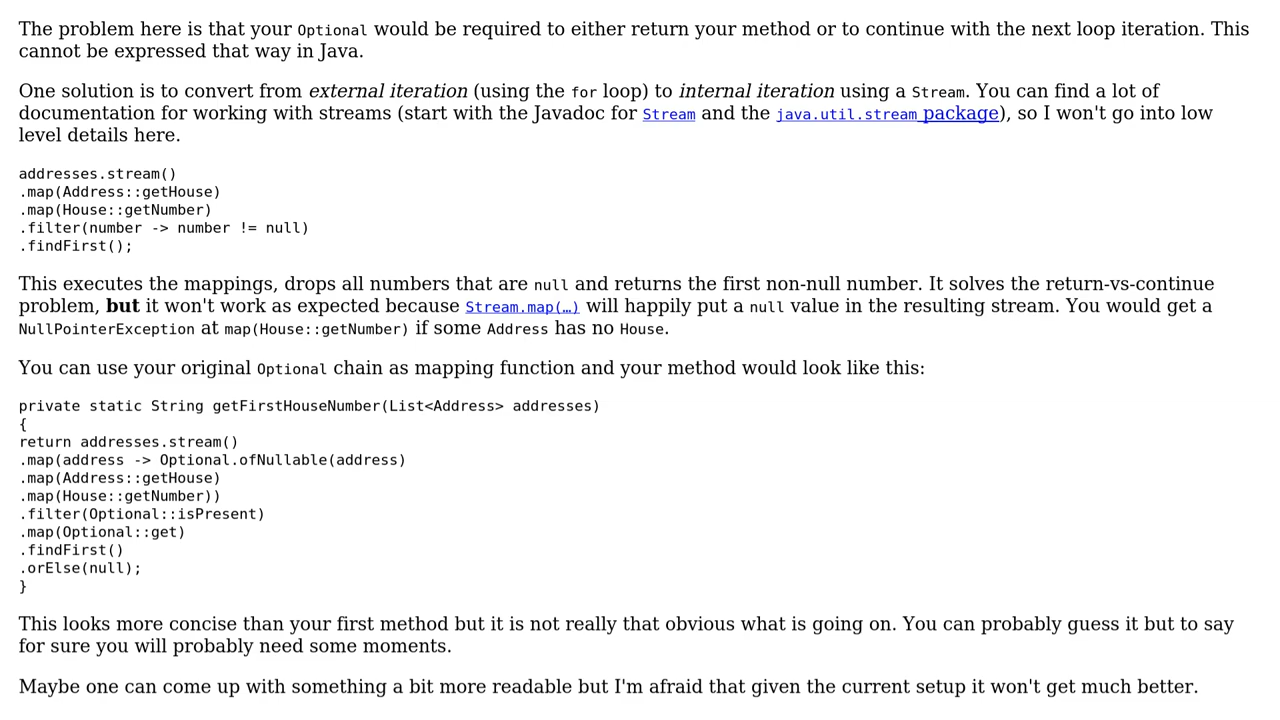 The problem here is that your Optional would be required to either return your method or to continue with the next loop iteration. This
cannot be expressed that way in Java.
One solution is to convert from external iteration (using the for loop) to internal iteration using a Stream. You can find a lot of
documentation for working with streams (start with the Javadoc for Stream and the java.util.stream package), so I won't go into low
level details here.
addresses.stream()
.map(Address::getHouse)
.map(House::getNumber)
.filter(number -> number != null)
.findFirst();
This executes the mappings, drops all numbers that are null and returns the first non-null number. It solves the return-vs-continue
problem, but it won't work as expected because Stream.map(…) will happily put a null value in the resulting stream. You would get a
NullPointerException at map(House::getNumber) if some Address has no House.
You can use your original Optional chain as mapping function and your method would look like this:
private static String getFirstHouseNumber(List<Address> addresses)
{
return addresses.stream()
.map(address -> Optional.ofNullable(address)
.map(Address::getHouse)
.map(House::getNumber))
.filter(Optional::isPresent)
.map(Optional::get)
.findFirst()
.orElse(null);
}
This looks more concise than your first method but it is not really that obvious what is going on. You can probably guess it but to say
for sure you will probably need some moments.
Maybe one can come up with something a bit more readable but I'm afraid that given the current setup it won't get much better.